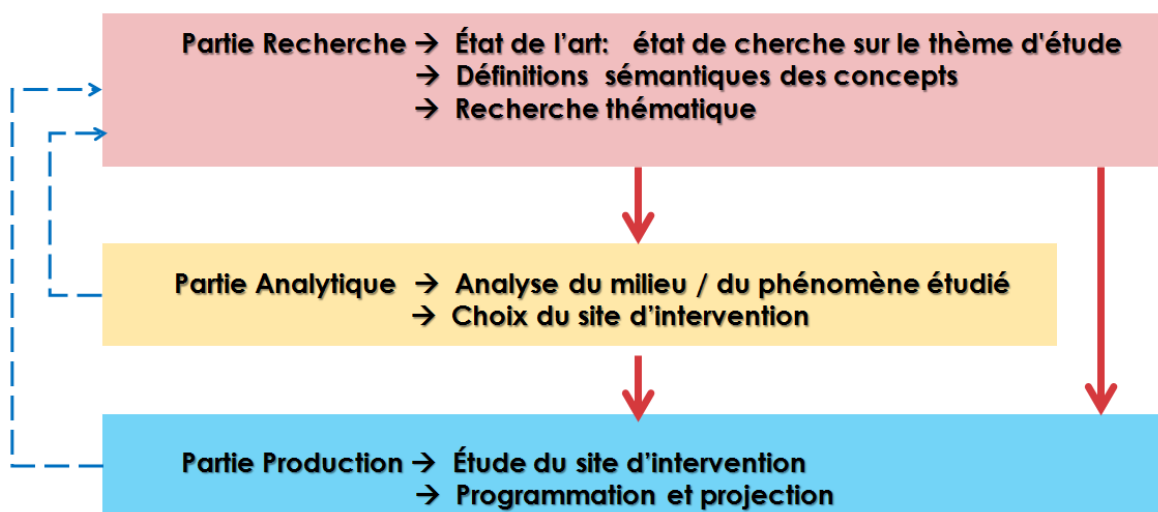 Partie Recherche → État de l’art: état de cherche sur le thème d'étude
→ Définitions sémantiques des concepts
→ Recherche thématique
Partie Analytique → Analyse du milieu / du phénomène étudié
→ Choix du site d’intervention
Partie Production → Étude du site d’intervention
→ Programmation et projection